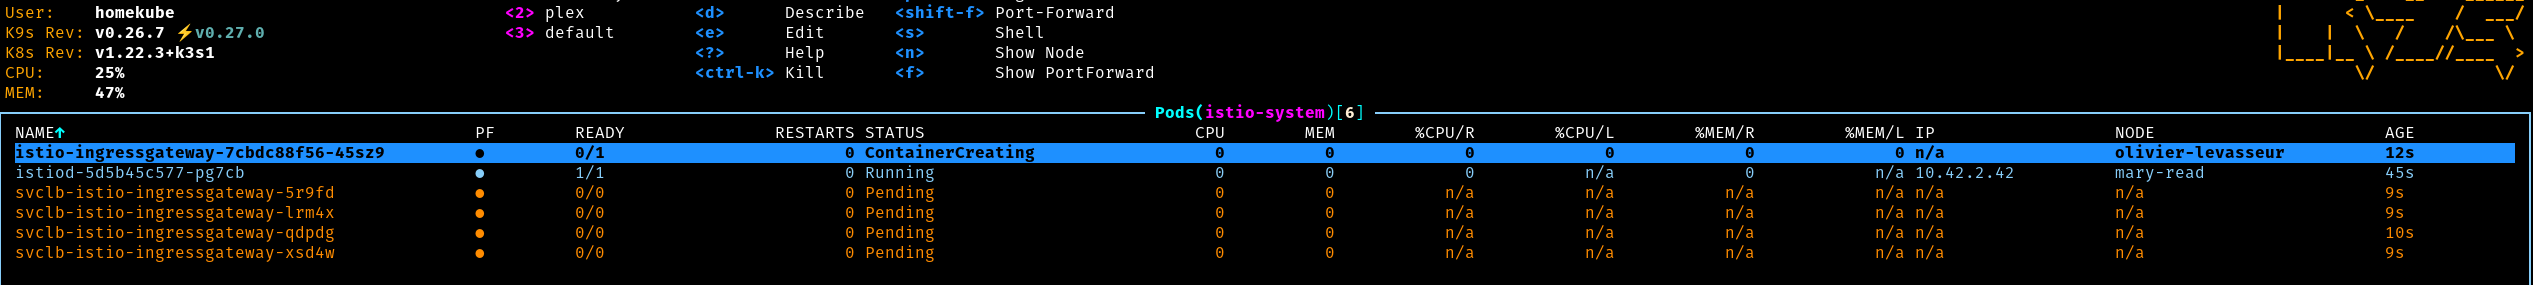 User: homekube <2> plex <d> Describe <shift-f> Port-Forward
K9s Rev: v0.26.7 ⚡v0.27.0 <3> default <e> Edit <s> Shell
K8s Rev: v1.22.3+k3s1 <?> Help <n> Show Node
CPU: 25% <ctrl-k> Kill <f> Show PortForward
MEM: 47%
Pods(istio-system)[6]
NAME↑ PF READY RESTARTS STATUS CPU MEM %CPU/R %CPU/L %MEM/R %MEM/L IP NODE AGE
istio-ingressgateway-7cbdc88f56-45sz9 ● 0/1 0 ContainerCreating 0 0 0 0 0 0 n/a olivier-levasseur 12s
istiod-5d5b45c577-pg7cb ● 1/1 0 Running 0 0 0 n/a 0 n/a 10.42.2.42 mary-read 45s
svclb-istio-ingressgateway-5r9fd ● 0/0 0 Pending 0 0 n/a n/a n/a n/a n/a n/a 9s
svclb-istio-ingressgateway-lrm4x ● 0/0 0 Pending 0 0 n/a n/a n/a n/a n/a n/a 9s
svclb-istio-ingressgateway-qdpdg ● 0/0 0 Pending 0 0 n/a n/a n/a n/a n/a n/a 10s
svclb-istio-ingressgateway-xsd4w ● 0/0 0 Pending 0 0 n/a n/a n/a n/a n/a n/a 9s